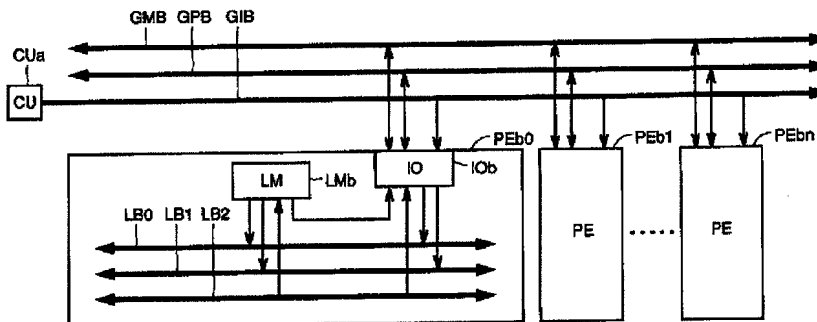 GMB GPB GIB
CUa
CU
PEb0 PEb1 PEbn
IO IOb
LM LMb
LB0 LB1 LB2
PE ..... PE